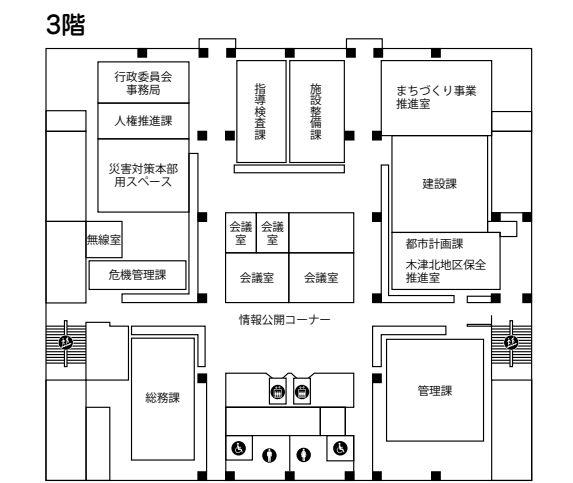 3階
行政委員会
事務局
人権推進課
災害対策本部
用スペース
無線室
危機管理課
指導検査課
施設整備課
まちづくり事業
推進室
建設課
都市計画課
木津北地区保全
推進室
会議
室
会議
室
会議室
会議室
情報公開コーナー
総務課
管理課